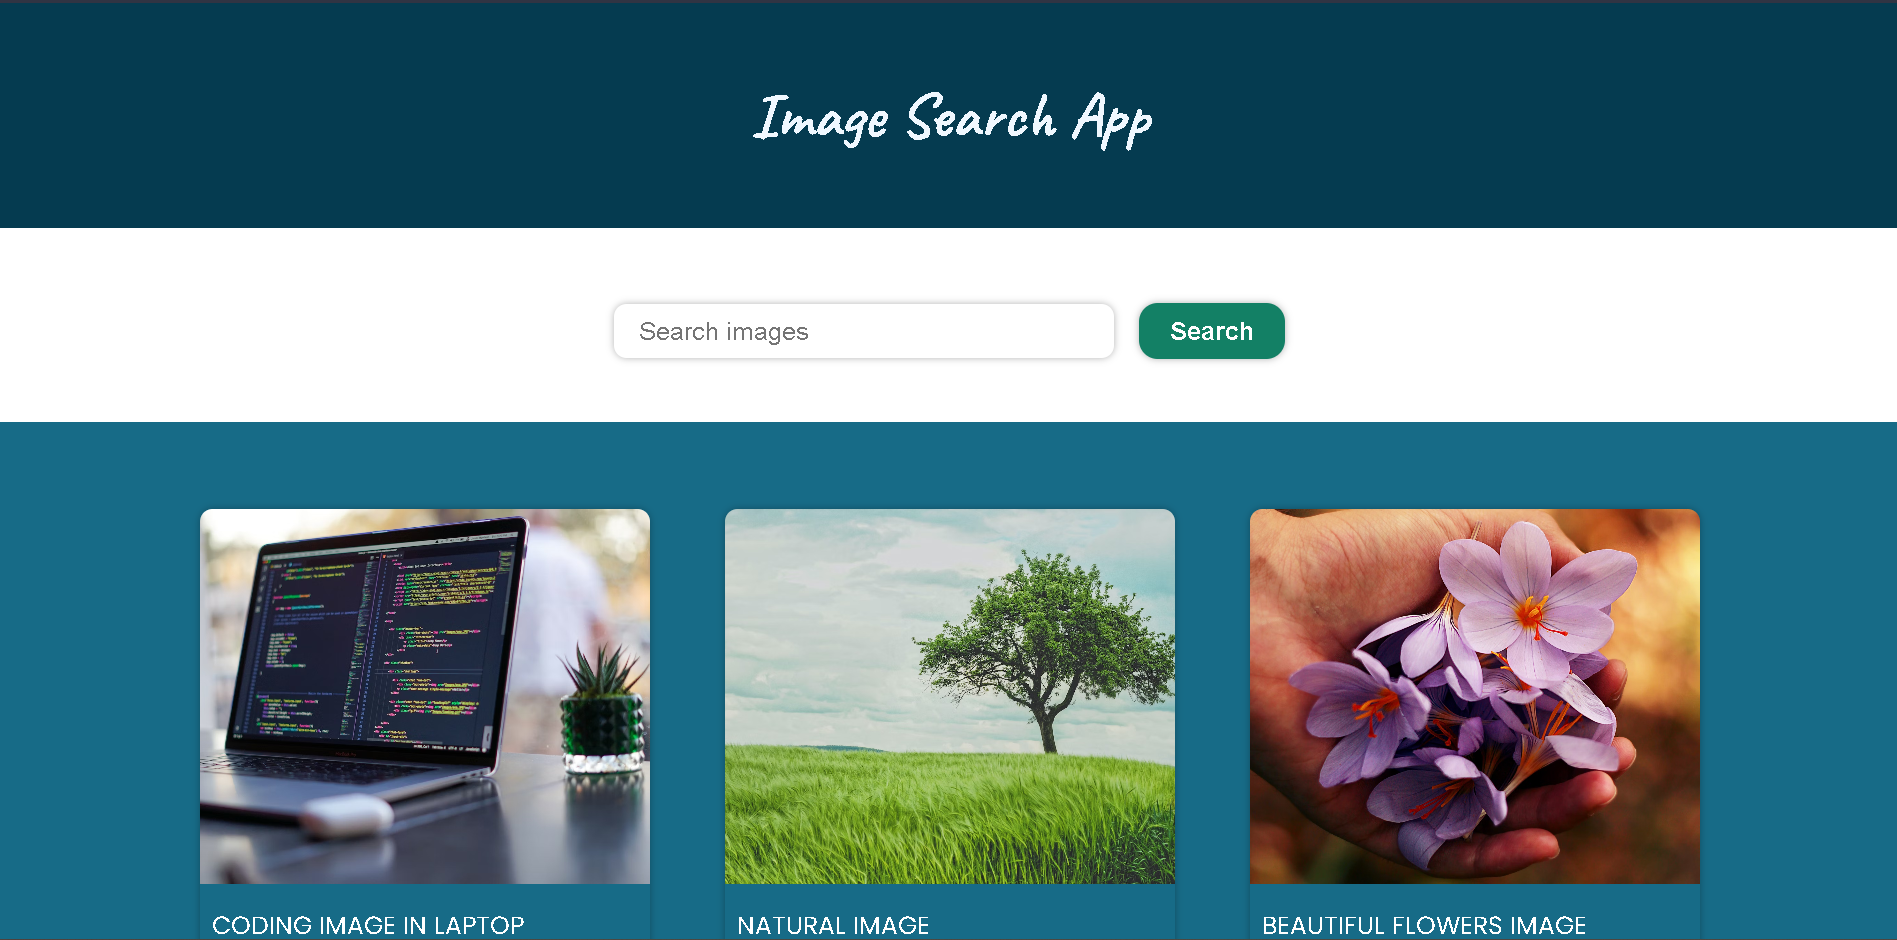 Image Search App
Search images
Search
CODING IMAGE IN LAPTOP
NATURAL IMAGE
BEAUTIFUL FLOWERS IMAGE